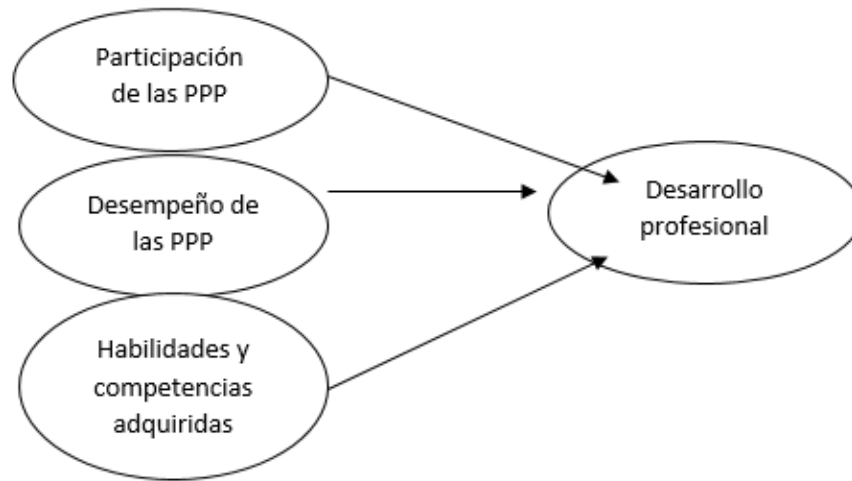 Participación
de las PPP
Desempeño de
las PPP
Habilidades y
competencias
adquiridas
Desarrollo
profesional